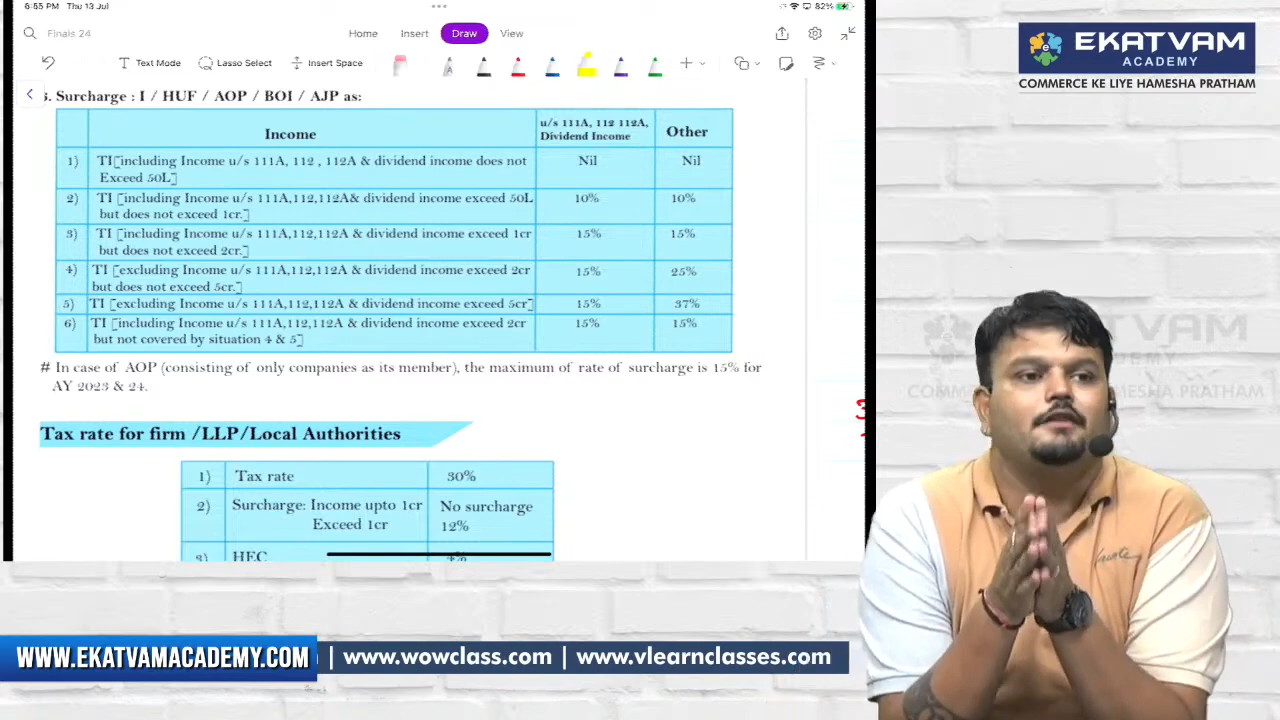 6:55 PM Thu 13 Jul
82%
Finals 24
Home Insert Draw View
Text Mode Lasso Select Insert Space
EKATVAM
ACADEMY
COMMERCE KE LIYE HAMESHA PRATHAM
. Surcharge : I / HUF / AOP / BOI / AJP as:
Income
u/s 111A, 112 112A,
Dividend Income
Other
1) TI[including Income u/s 111A, 112 , 112A & dividend income does not
Exceed 50L]
Nil Nil
2) TI [including Income u/s 111A,112,112A& dividend income exceed 50L
but does not exceed 1cr.]
10% 10%
3) TI [including Income u/s 111A,112,112A & dividend income exceed 1cr
but does not exceed 2cr.]
15% 15%
4) TI [excluding Income u/s 111A,112,112A & dividend income exceed 2cr
but does not exceed 5cr.]
15% 25%
5) TI [excluding Income u/s 111A,112,112A & dividend income exceed 5cr]
15% 37%
6) TI [including Income u/s 111A,112,112A & dividend income exceed 2cr
but not covered by situation 4 & 5]
15% 15%
# In case of AOP (consisting of only companies as its member), the maximum of rate of surcharge is 15% for
AY 2023 & 24.
Tax rate for firm /LLP/Local Authorities
1) Tax rate 30%
2) Surcharge: Income upto 1cr No surcharge
Exceed 1cr 12%
3) HEC 4%
WWW.EKATVAMACADEMY.COM | www.wowclass.com | www.vlearnclasses.com